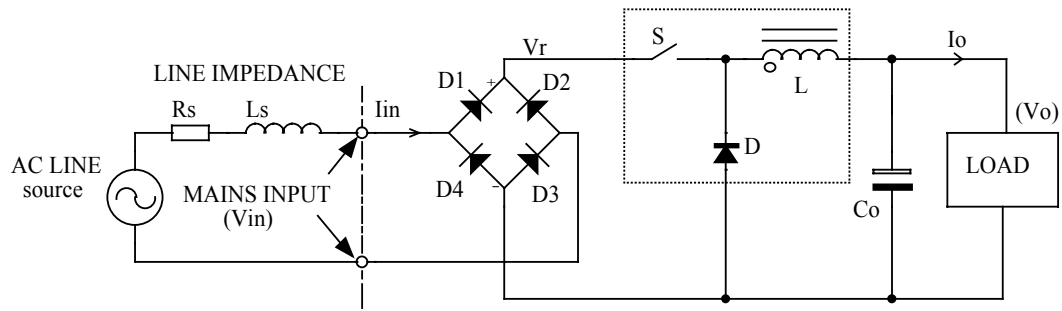 Vr
S
L
Io
(Vo)
LINE IMPEDANCE
Rs
Ls
Iin
D1
D2
+
AC LINE
source
MAINS INPUT
(Vin)
D4
D3
-
D
Co
LOAD